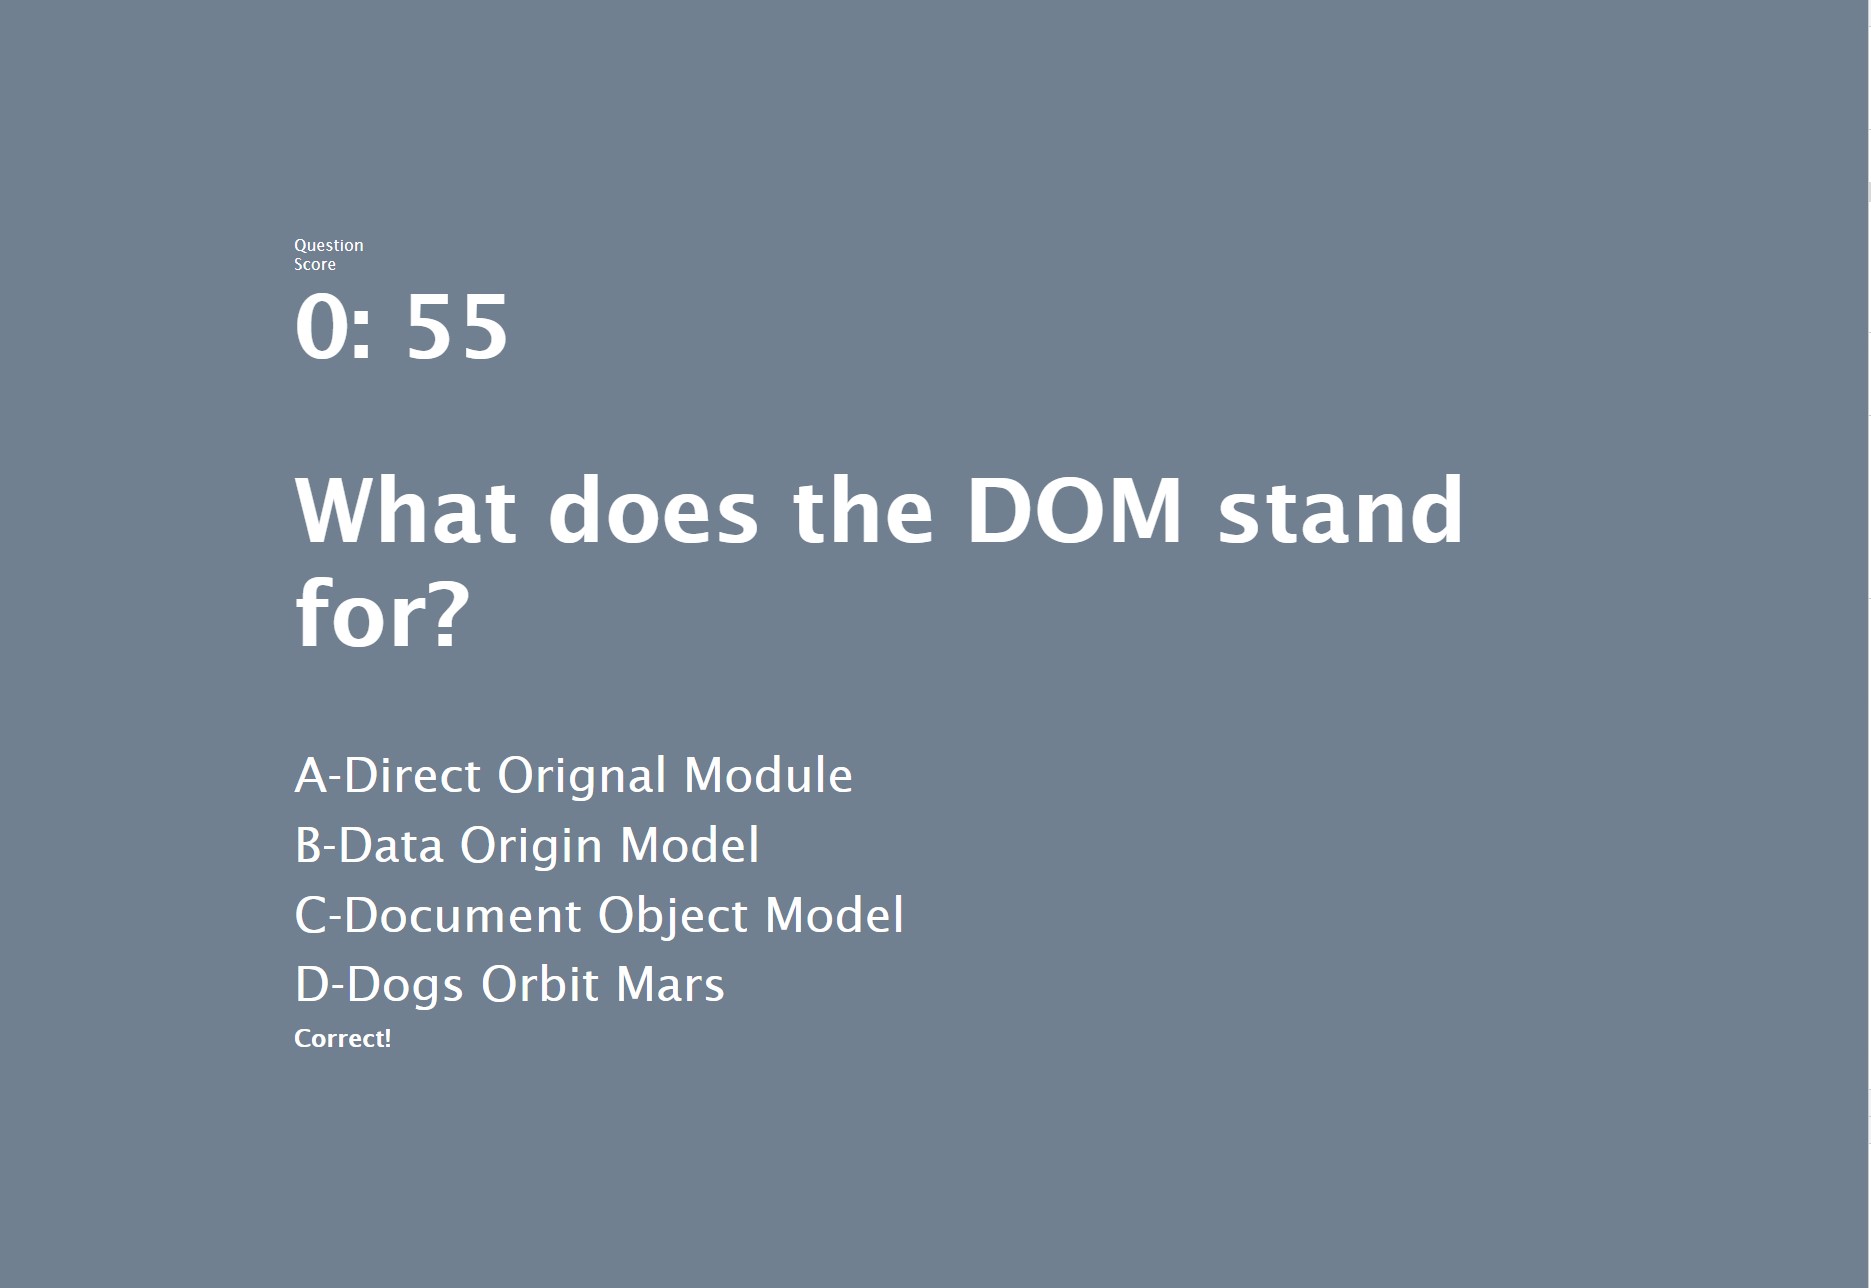 Question
Score
0: 55
What does the DOM stand
for?
A-Direct Orignal Module
B-Data Origin Model
C-Document Object Model
D-Dogs Orbit Mars
Correct!